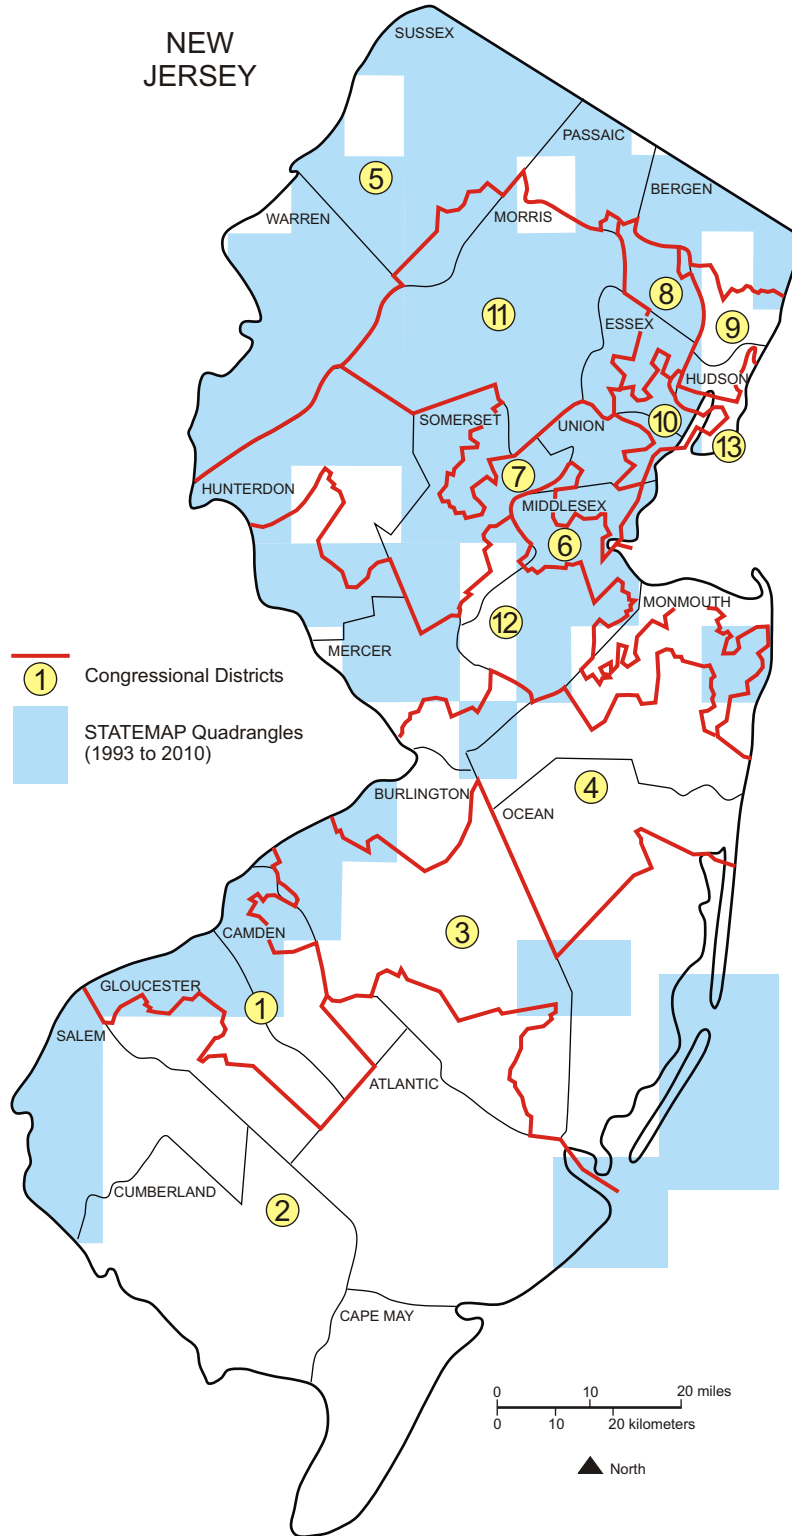 NEW
JERSEY
SUSSEX
PASSAIC
5
BERGEN
WARREN
MORRIS
8
11
ESSEX
9
HUDSON
SOMERSET
UNION
10
13
7
HUNTERDON
MIDDLESEX
6
MONMOUTH
12
MERCER
1
Congressional Districts
STATEMAP Quadrangles
(1993 to 2010)
4
BURLINGTON
OCEAN
3
CAMDEN
GLOUCESTER
1
SALEM
ATLANTIC
CUMBERLAND
2
CAPE MAY
0 10 20 miles
0 10 20 kilometers
North